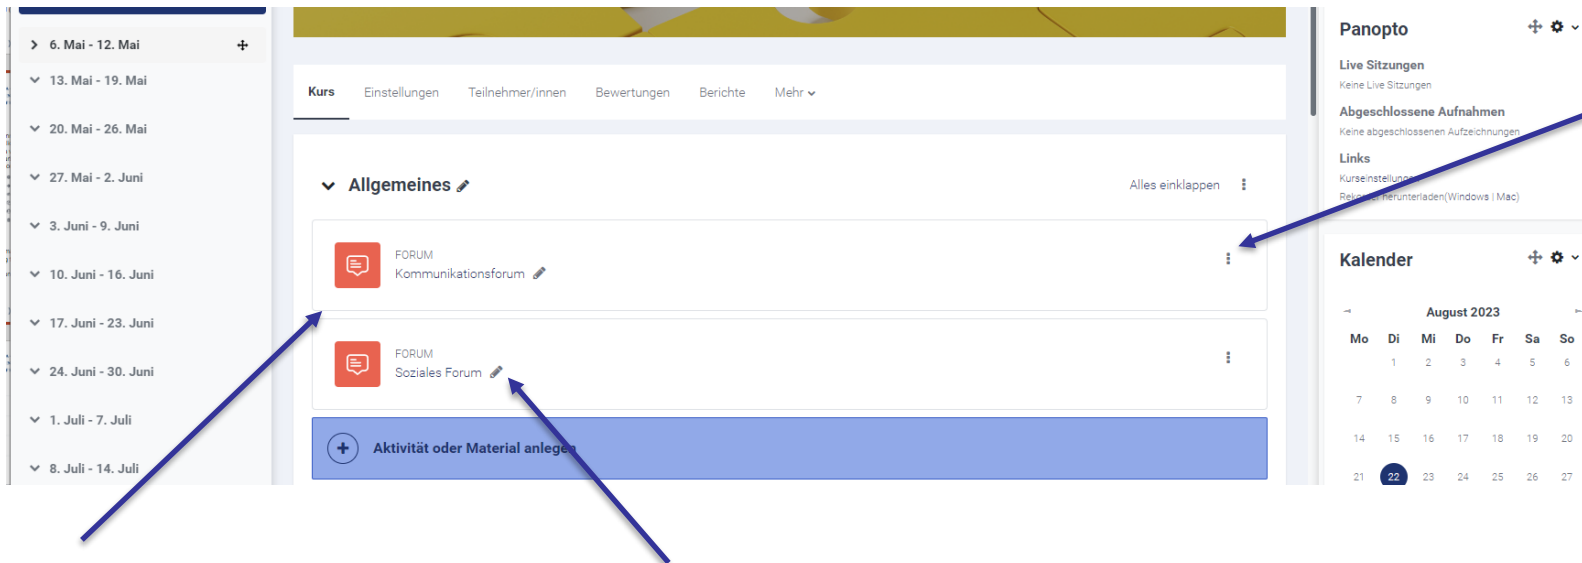 6. Mai - 12. Mai
13. Mai - 19. Mai
20. Mai - 26. Mai
27. Mai - 2. Juni
3. Juni - 9. Juni
10. Juni - 16. Juni
17. Juni - 23. Juni
24. Juni - 30. Juni
1. Juli - 7. Juli
8. Juli - 14. Juli
Kurs Einstellungen Teilnehmer/innen Bewertungen Berichte Mehr
Allgemeines Alles einklappen
FORUM
Kommunikationsforum
FORUM
Soziales Forum
Aktivität oder Material anlegen
Panopto
Live Sitzungen
Keine Live Sitzungen
Abgeschlossene Aufnahmen
Keine abgeschlossenen Aufzeichnungen
Links
Kurseinstellungen
herunterladen(Windows | Mac)
Kalender
August 2023
Mo Di Mi Do Fr Sa So
1 2 3 4 5 6
7 8 9 10 11 12 13
14 15 16 17 18 19 20
21 22 23 24 25 26 27